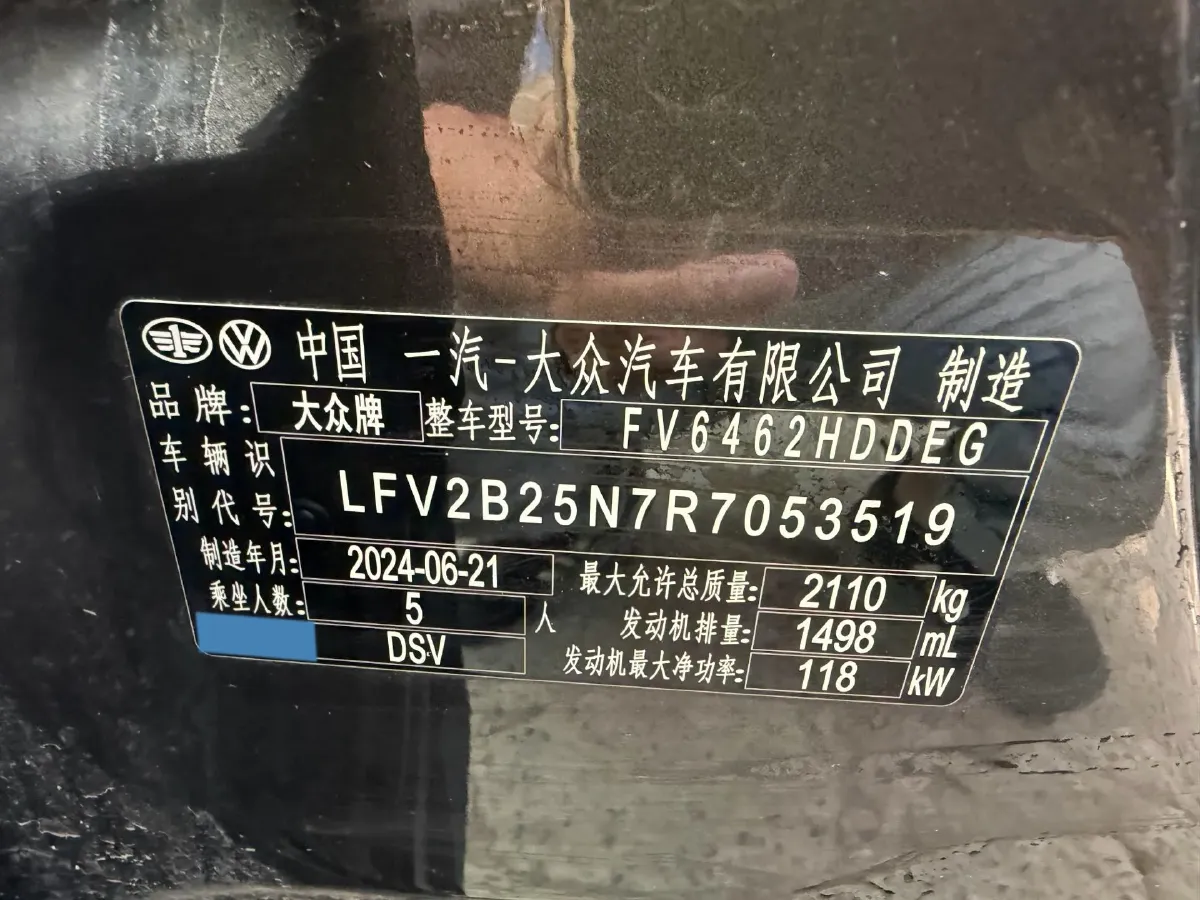 中国 一汽-大众汽车有限公司 制造
品牌: 大众牌 整车型号: FV6462HDDEG
车辆识别代号: LFV2B25N7R7053519
制造年月: 2024-06-21 最大允许总质量: 2110 kg
乘坐人数: 5 人 发动机排量: 1498 mL
DSV 发动机最大净功率: 118 kW